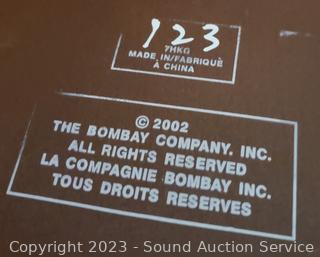 123
7HKG
MADE IN/FABRIQUÉ
À CHINA
© 2002
THE BOMBAY COMPANY, INC.
ALL RIGHTS RESERVED
LA COMPAGNIE BOMBAY INC.
TOUS DROITS RESERVES
Copyright 2023 - Sound Auction Service